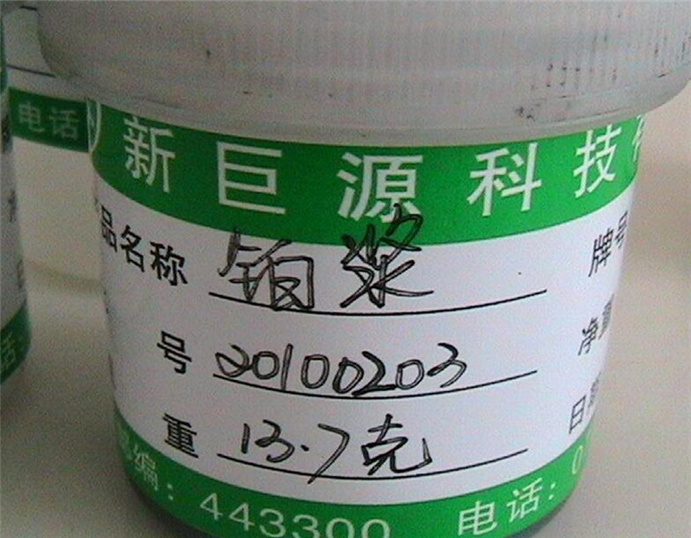 电话
新巨源科技
品名称 铂浆 牌号
号 20100203 净
重 13.7克 日
邮编：443300 电话：0